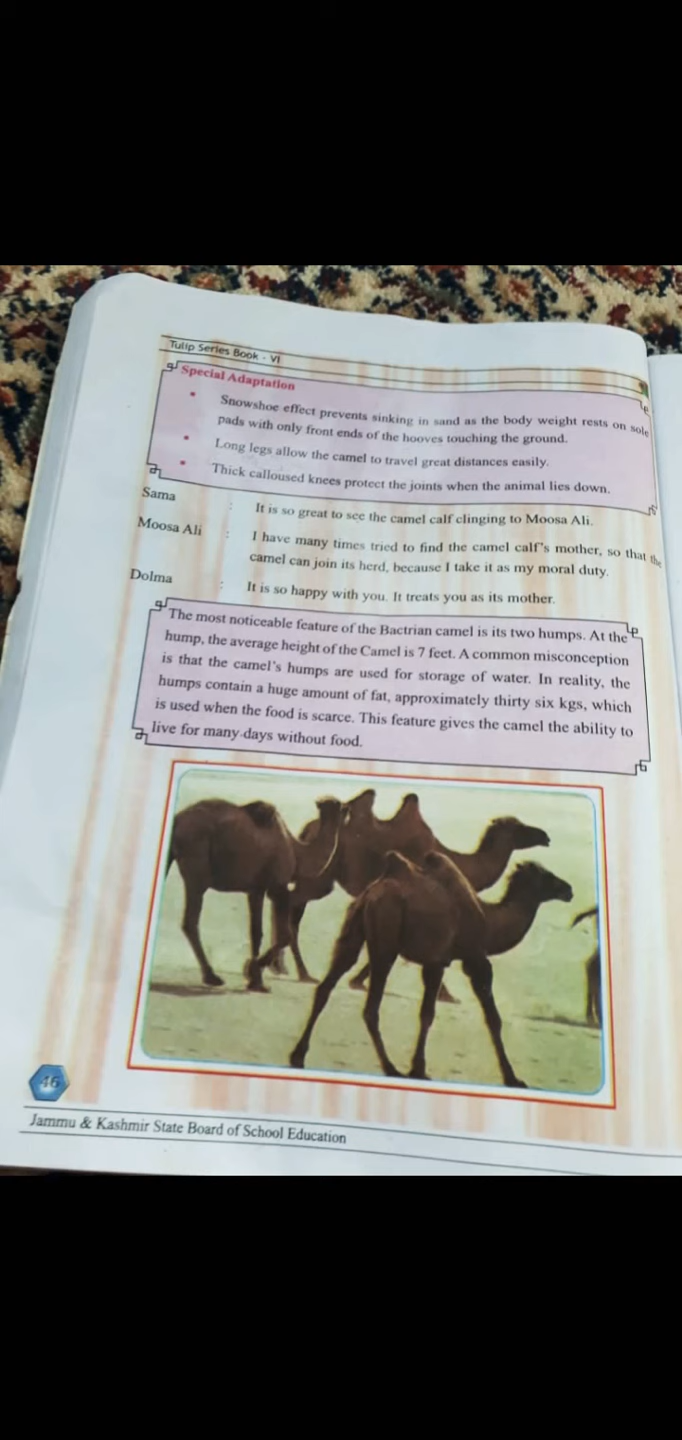 Tulip Series Book - VI
Special Adaptation
• Snowshoe effect prevents sinking in sand as the body weight rests on sole
pads with only front ends of the hooves touching the ground.
• Long legs allow the camel to travel great distances easily.
• Thick calloused knees protect the joints when the animal lies down.
Sama : It is so great to see the camel calf clinging to Moosa Ali.
Moosa Ali : I have many times tried to find the camel calf's mother, so that the
camel can join its herd, because I take it as my moral duty.
Dolma : It is so happy with you. It treats you as its mother.
The most noticeable feature of the Bactrian camel is its two humps. At the
hump, the average height of the Camel is 7 feet. A common misconception
is that the camel's humps are used for storage of water. In reality, the
humps contain a huge amount of fat, approximately thirty six kgs, which
is used when the food is scarce. This feature gives the camel the ability to
live for many days without food.
46
Jammu & Kashmir State Board of School Education